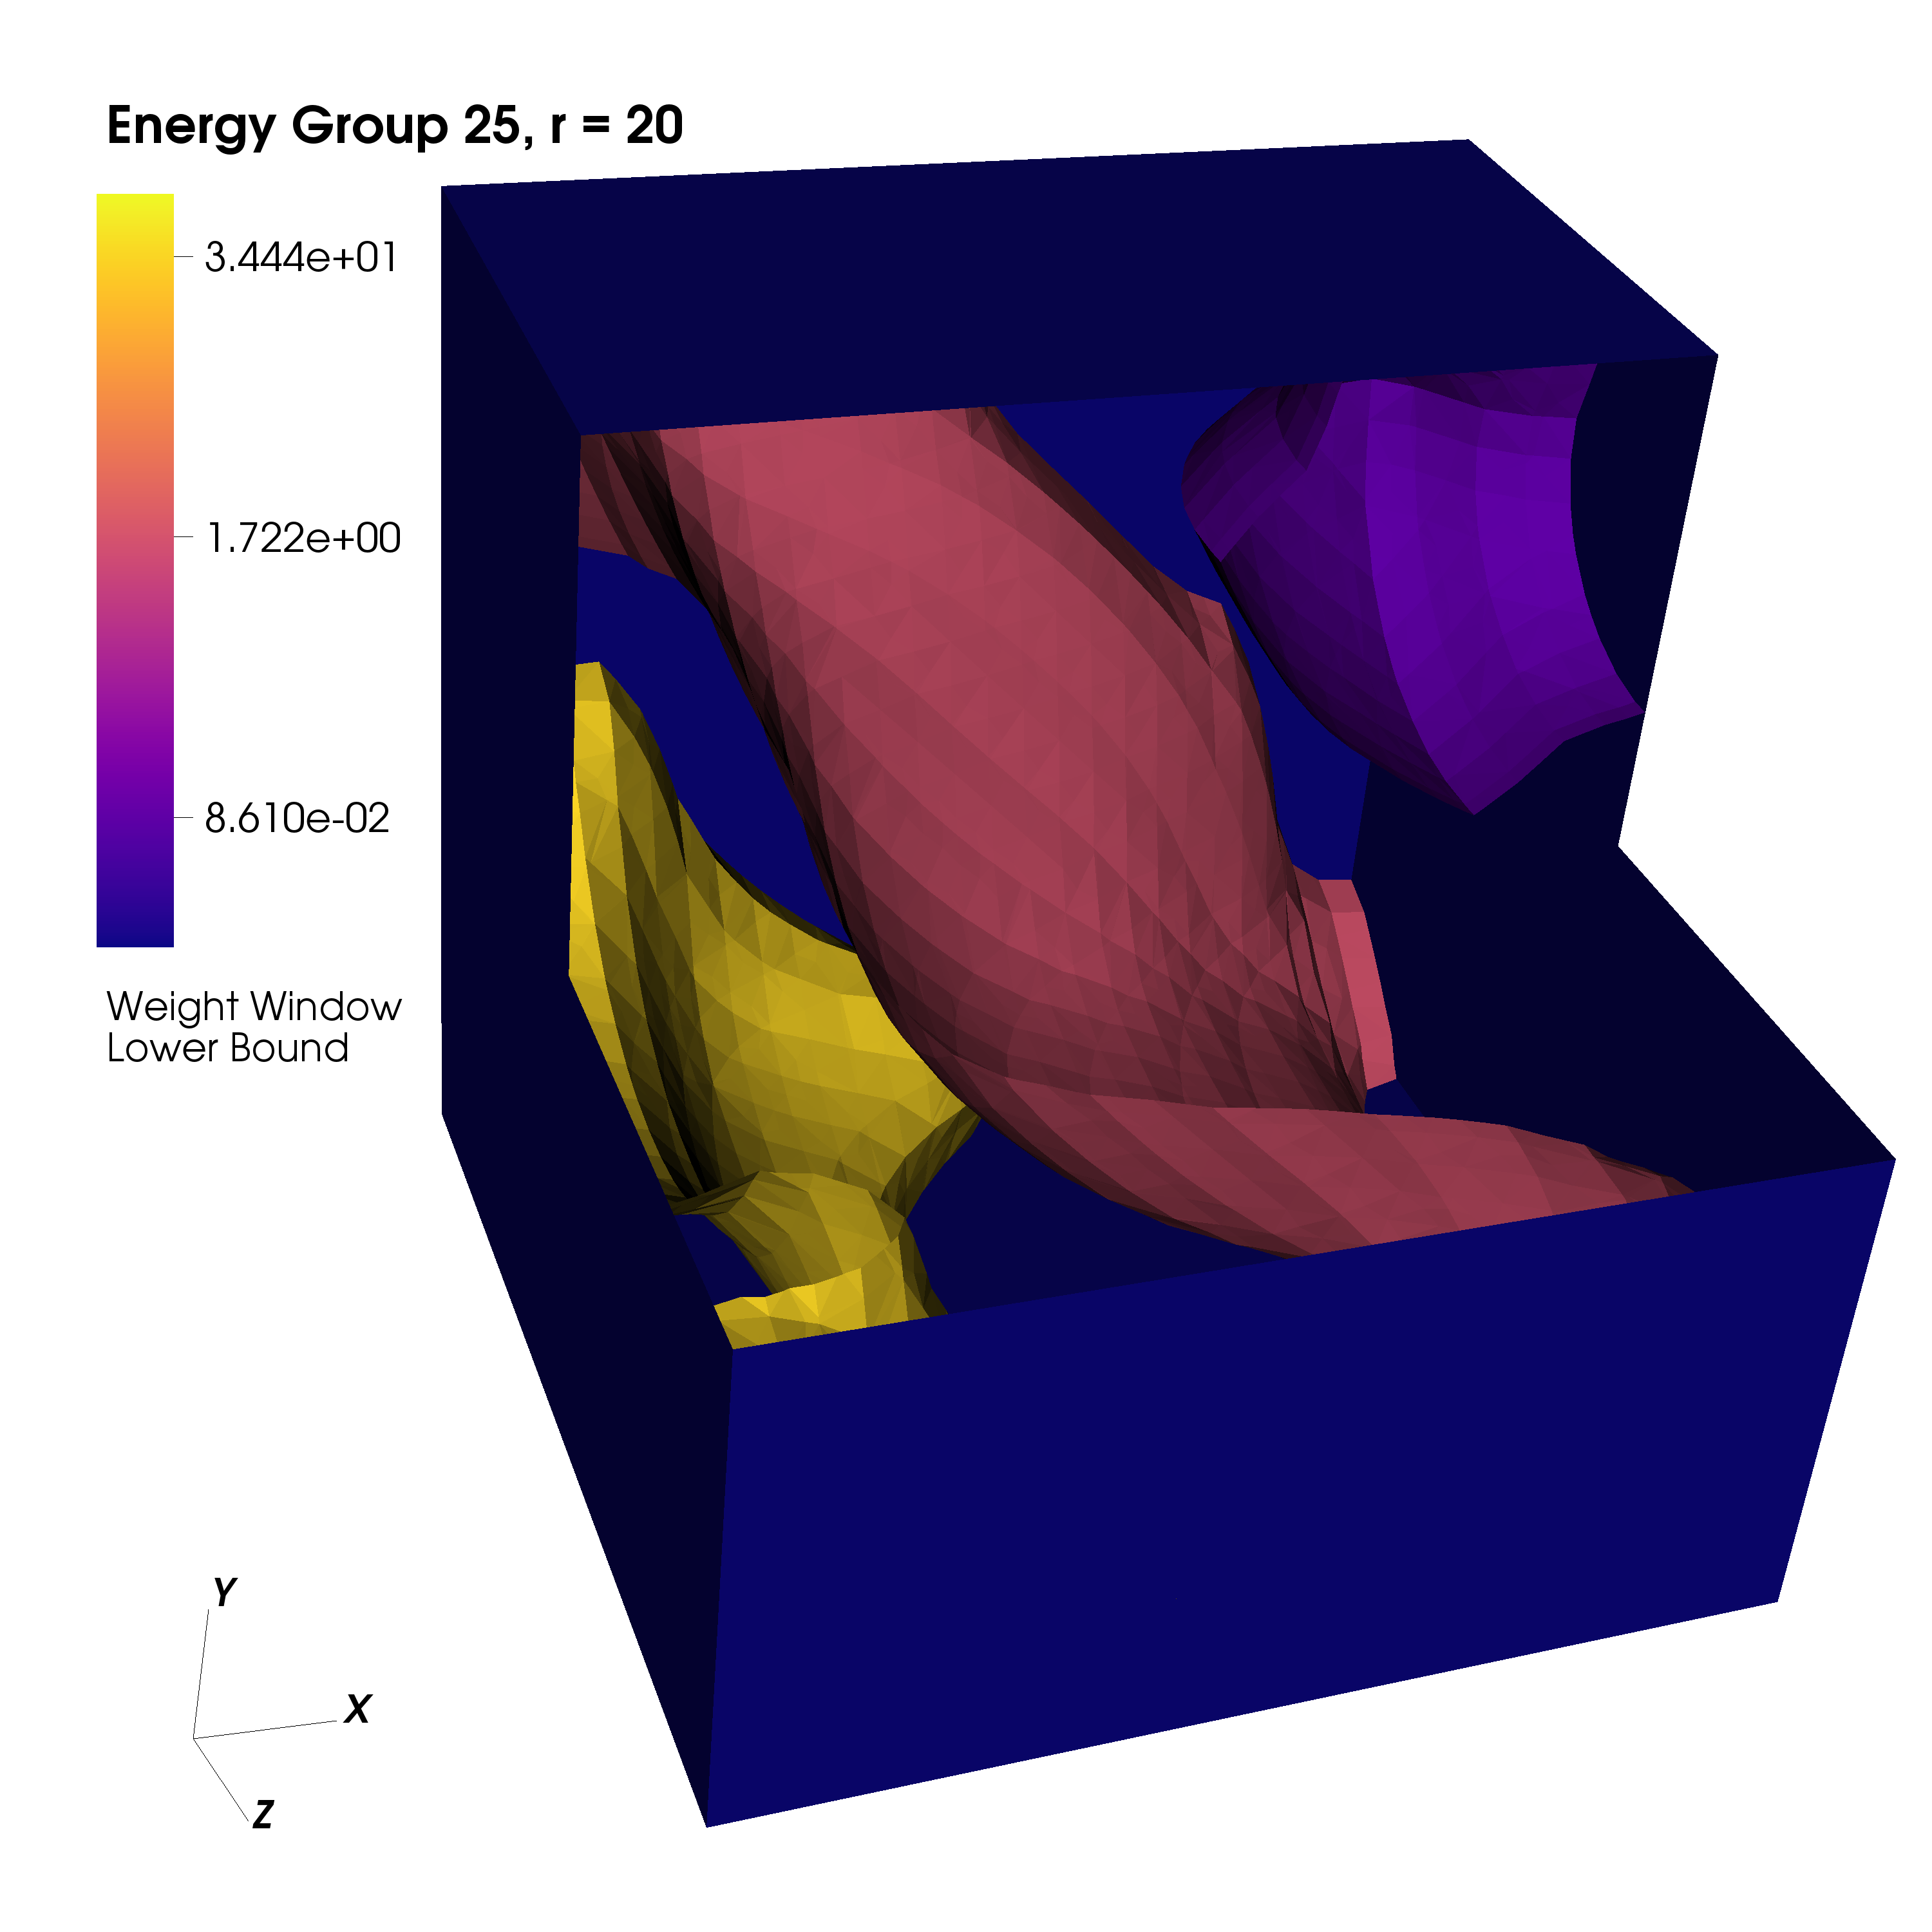 Energy Group 25, r = 20
3.444e+01
1.722e+00
8.610e-02
Weight Window
Lower Bound
Y
X
Z